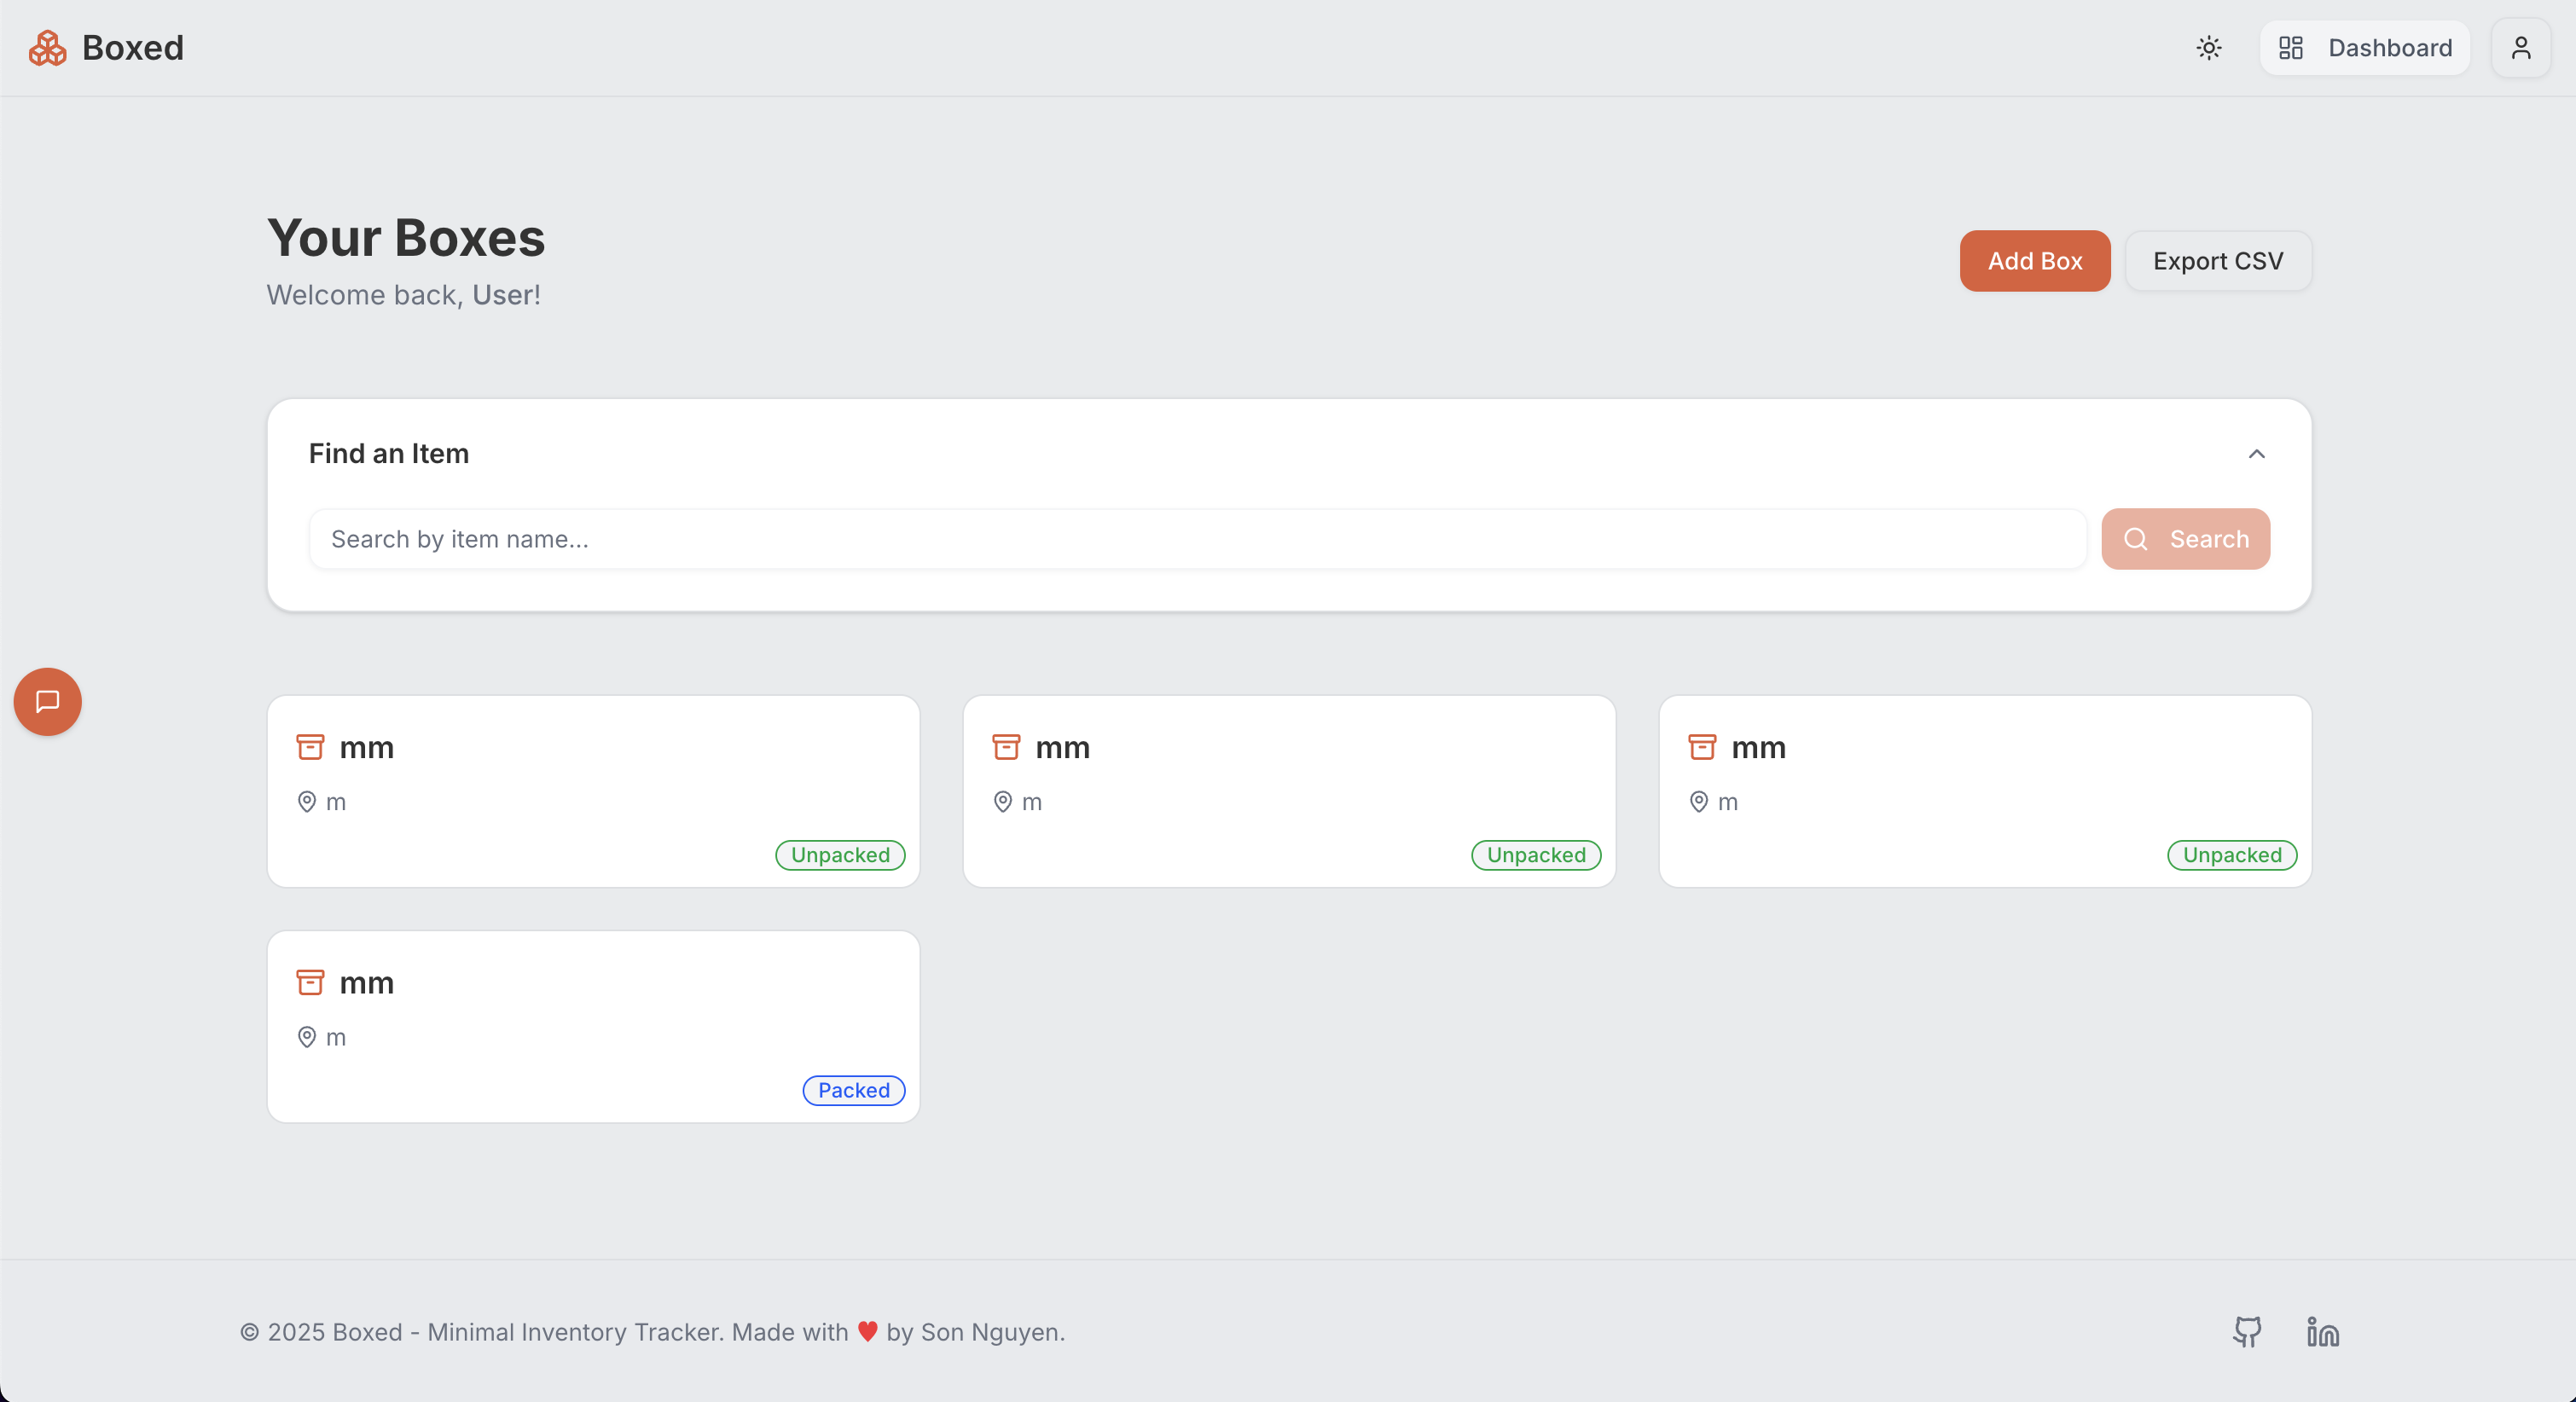 Boxed
Dashboard
Your Boxes
Welcome back, User!
Add Box
Export CSV
Find an Item
Search by item name...
Search
mm
m
Unpacked
mm
m
Unpacked
mm
m
Unpacked
mm
m
Packed
© 2025 Boxed - Minimal Inventory Tracker. Made with ♥ by Son Nguyen.